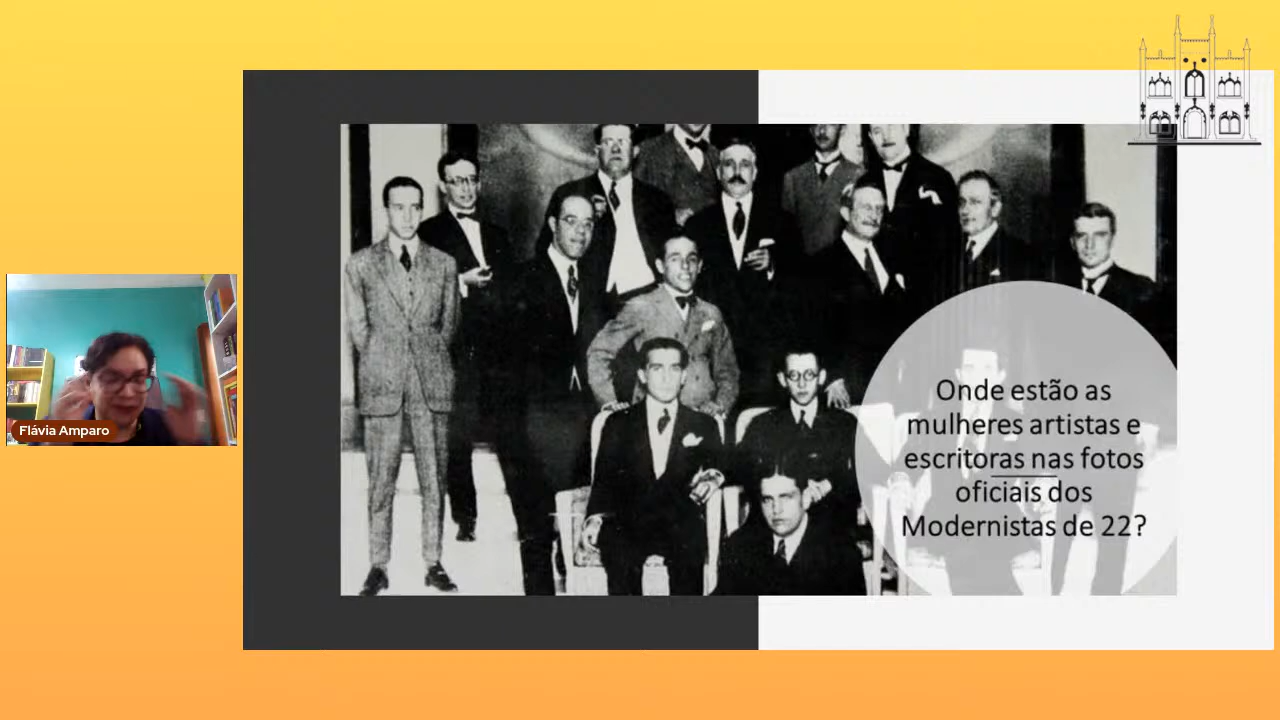 Onde estão as
mulheres artistas e
escritoras nas fotos
oficiais dos
Modernistas de 22?
Flávia Amparo